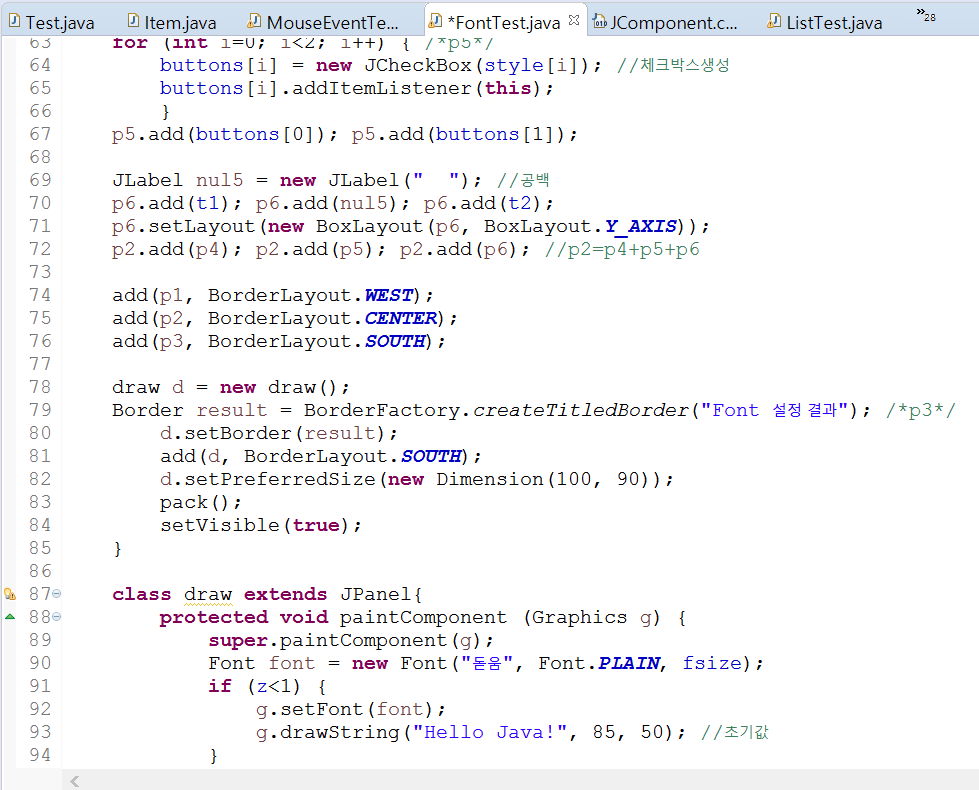 Test.java Item.java MouseEventTe... *FontTest.java JComponent.c... ListTest.java »28
63 for (int i=0; i<2; i++) { /*p5*/
64 buttons[i] = new JCheckBox(style[i]); //체크박스생성
65 buttons[i].addItemListener(this);
66 }
67 p5.add(buttons[0]); p5.add(buttons[1]);
68
69 JLabel nul5 = new JLabel("  "); //공백
70 p6.add(t1); p6.add(nul5); p6.add(t2);
71 p6.setLayout(new BoxLayout(p6, BoxLayout.Y_AXIS));
72 p2.add(p4); p2.add(p5); p2.add(p6); //p2=p4+p5+p6
73
74 add(p1, BorderLayout.WEST);
75 add(p2, BorderLayout.CENTER);
76 add(p3, BorderLayout.SOUTH);
77
78 draw d = new draw();
79 Border result = BorderFactory.createTitledBorder("Font 설정 결과"); /*p3*/
80 d.setBorder(result);
81 add(d, BorderLayout.SOUTH);
82 d.setPreferredSize(new Dimension(100, 90));
83 pack();
84 setVisible(true);
85 }
86
87 class draw extends JPanel{
88 protected void paintComponent (Graphics g) {
89 super.paintComponent(g);
90 Font font = new Font("돋움", Font.PLAIN, fsize);
91 if (z<1) {
92 g.setFont(font);
93 g.drawString("Hello Java!", 85, 50); //초기값
94 }